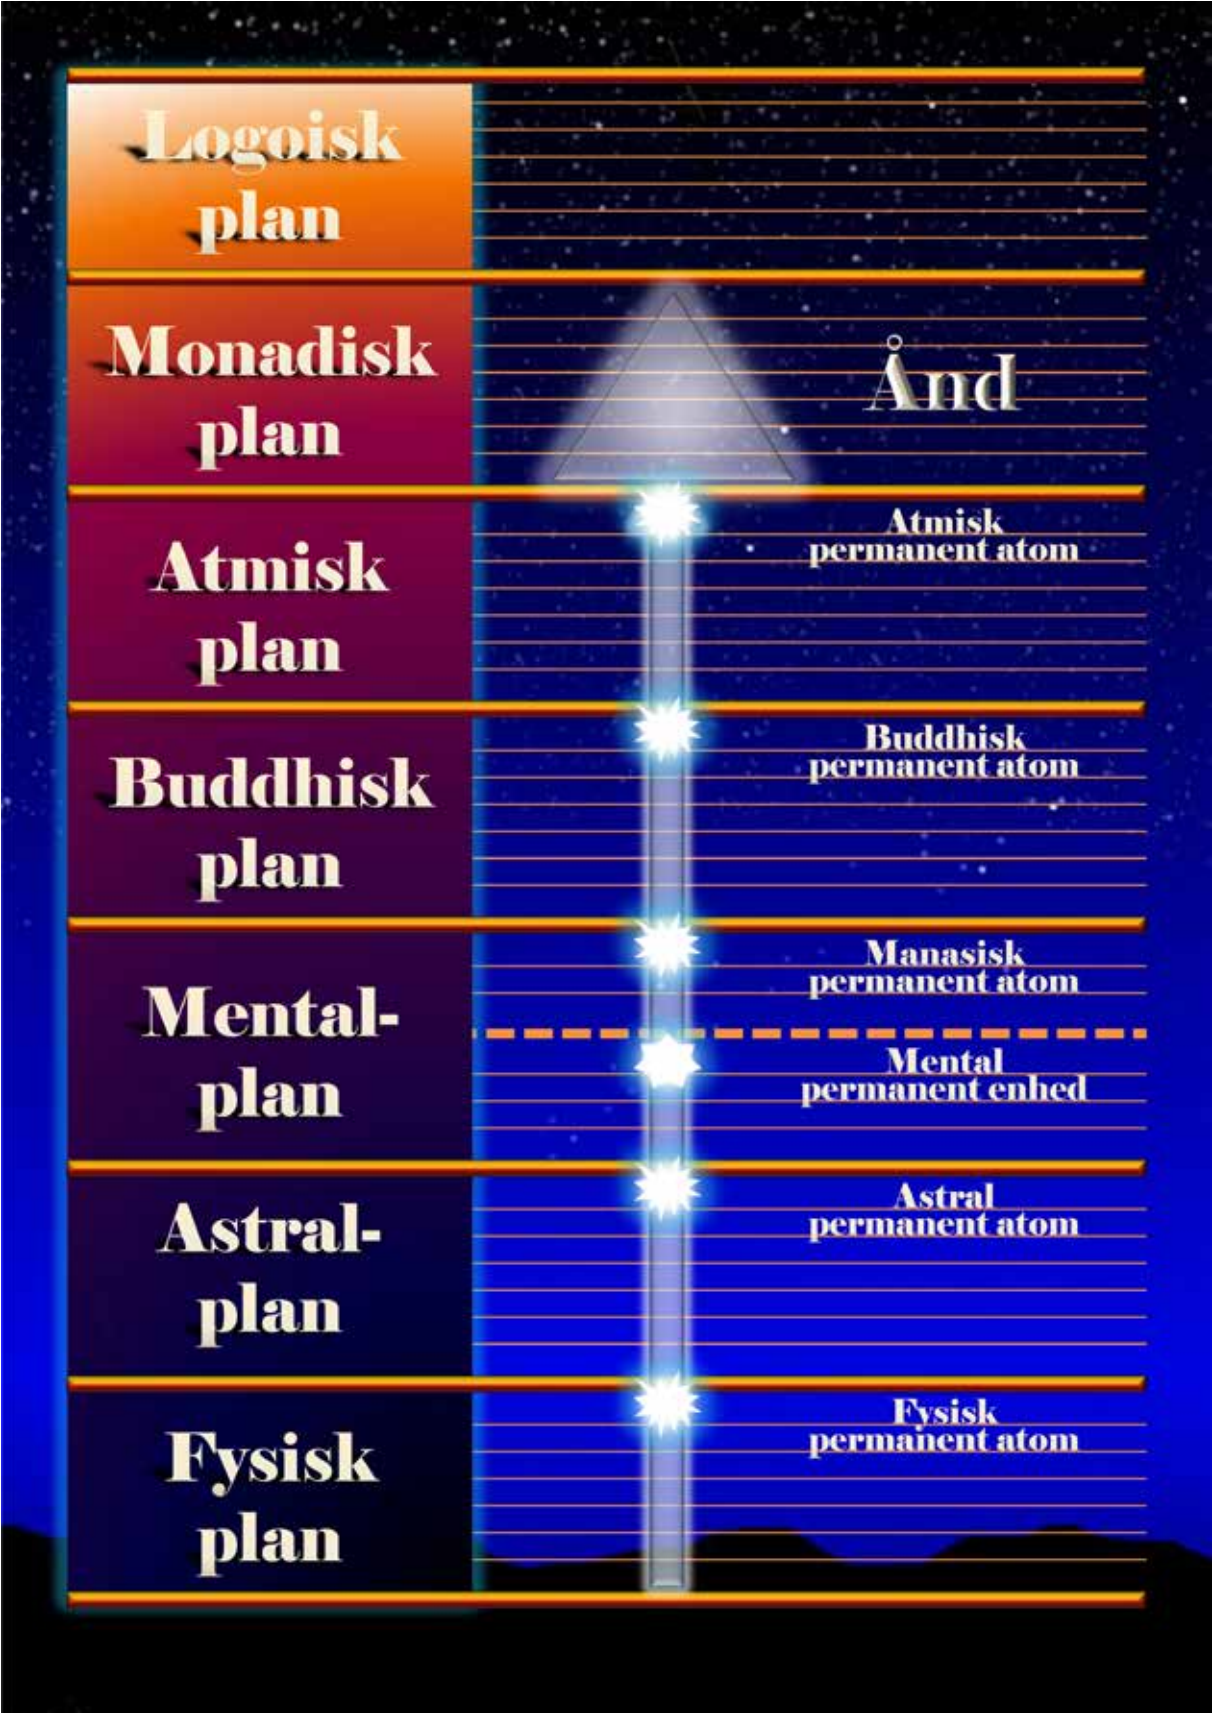 Logoisk
plan
Monadisk
plan
Ånd
Atmisk
plan
Atmisk
permanent atom
Buddhisk
plan
Buddhisk
permanent atom
Mental-
plan
Manasisk
permanent atom
Mental
permanent enhed
Astral-
plan
Astral
permanent atom
Fysisk
plan
Fysisk
permanent atom